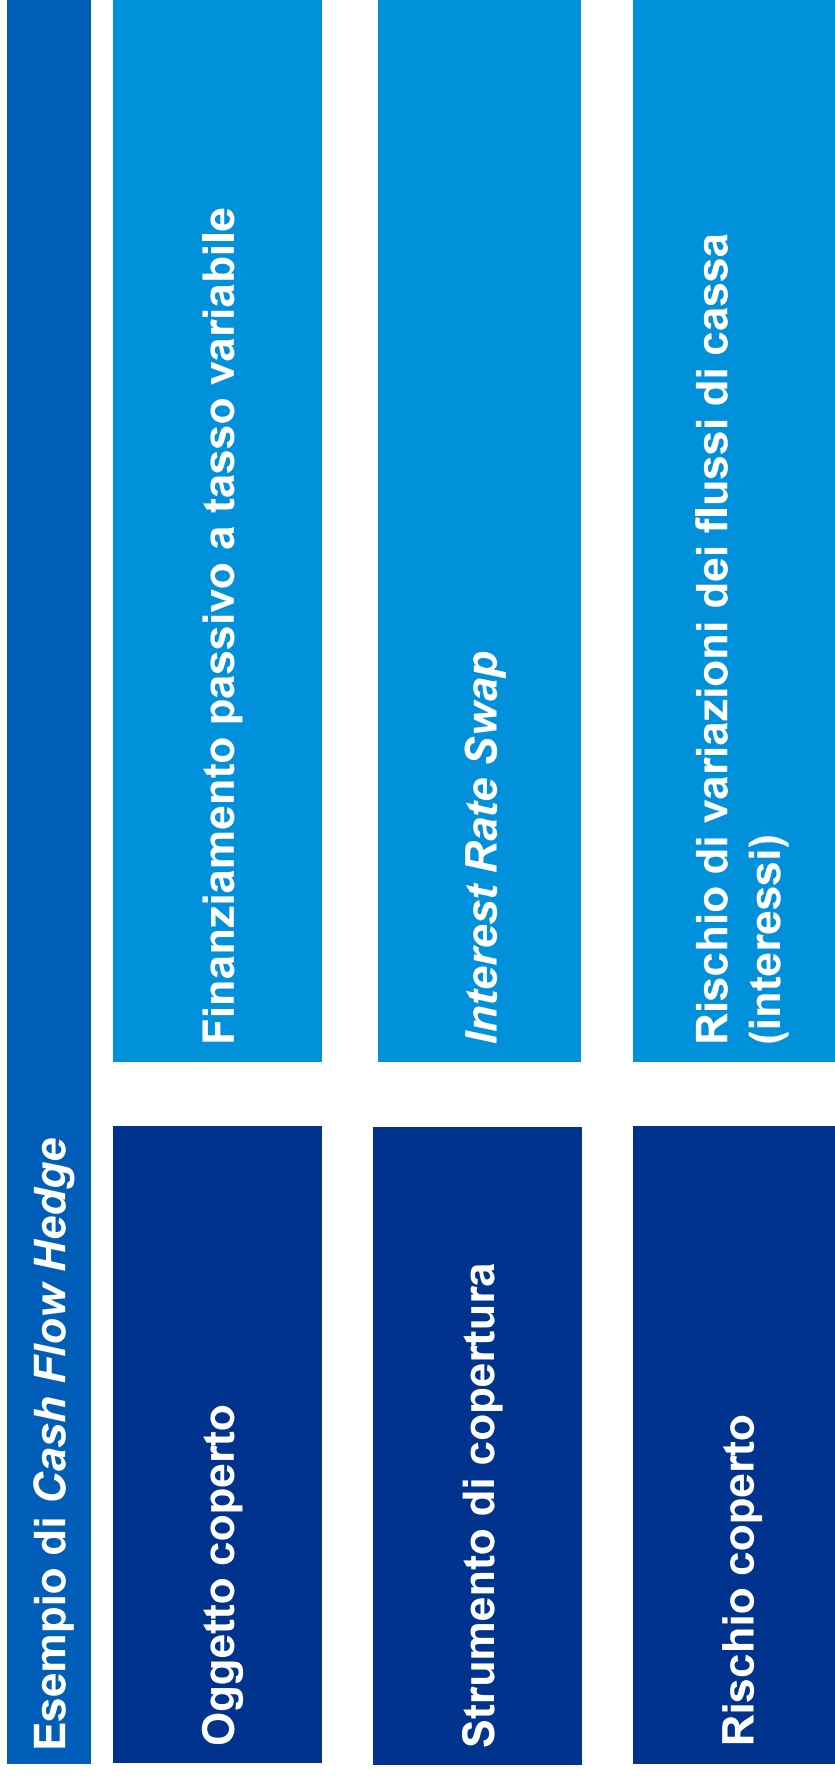 Esempio di Cash Flow Hedge
Oggetto coperto
Finanziamento passivo a tasso variabile
Strumento di copertura
Interest Rate Swap
Rischio coperto
Rischio di variazioni dei flussi di cassa
(interessi)